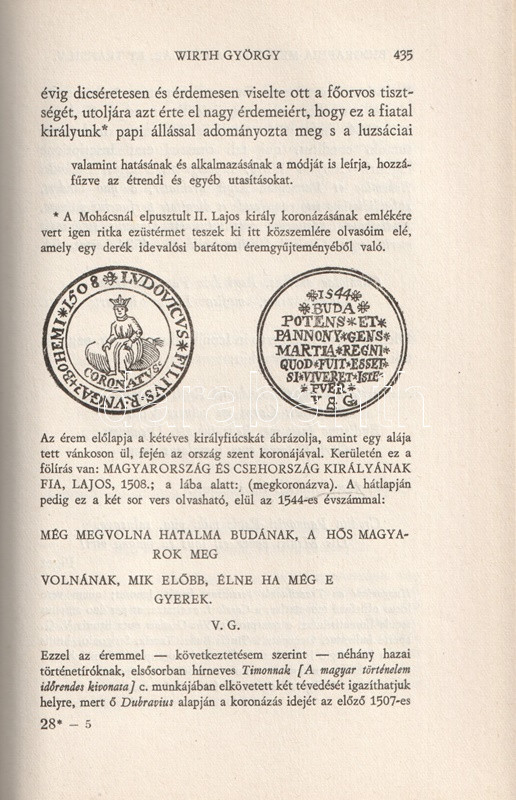 WIRTH GYÖRGY 435
évig dicséretesen és érdemesen viselte ott a főorvos tiszt-
ségét, utoljára azt érte el nagy érdemeiért, hogy ez a fiatal
királyunk* papi állással adományozta meg s a luzsáciai
valamint hatásának és alkalmazásának a módját is leírja, hozzá-
fűzve az étrendi és egyéb utasításokat.
* A Mohácsnál elpusztult II. Lajos király koronázásának emlékére
vert igen ritka ezüstérmet teszek ki itt közszemlére olvasóim elé,
amely egy derék idevalósi barátom éremgyűjteményéből való.
LVDOVICVS*FILIVS*R*VNGA*BOHEMI*1508
CORONATVS
*1544*
*BUDA*
POTENS*ET*
PANNONY*GENS
MARTIA*REGNI*
QUOD*FUIT*ESSET
SI*VIVERET*ISTE*
PVER*
V*G*
Az érem előlapja a kétéves királyfiúcskát ábrázolja, amint egy alája
tett vánkoson ül, fején az ország szent koronájával. Kerületén ez a
fölírás van: MAGYARORSZÁG ÉS CSEHORSZÁG KIRÁLYÁNAK
FIA, LAJOS, 1508.; a lába alatt: (megkoronázva). A hátlapján
pedig ez a két sor vers olvasható, elül az 1544-es évszámmal:
MÉG MEGVOLNA HATALMA BUDÁNAK, A HŐS MAGYA-
ROK MEG
VOLNÁNAK, MIK ELŐBB, ÉLNE HA MÉG E
GYEREK.
V. G.
Ezzel az éremmel — következtetésem szerint — néhány hazai
történetíróknak, elsősorban hírneves Timonnak [A magyar történelem
időrendes kivonata] c. munkájában elkövetett két tévedését igazíthatjuk
helyre, mert ő Dubravius alapján a koronázás idejét az előző 1507-es
28* — 5
darabanth